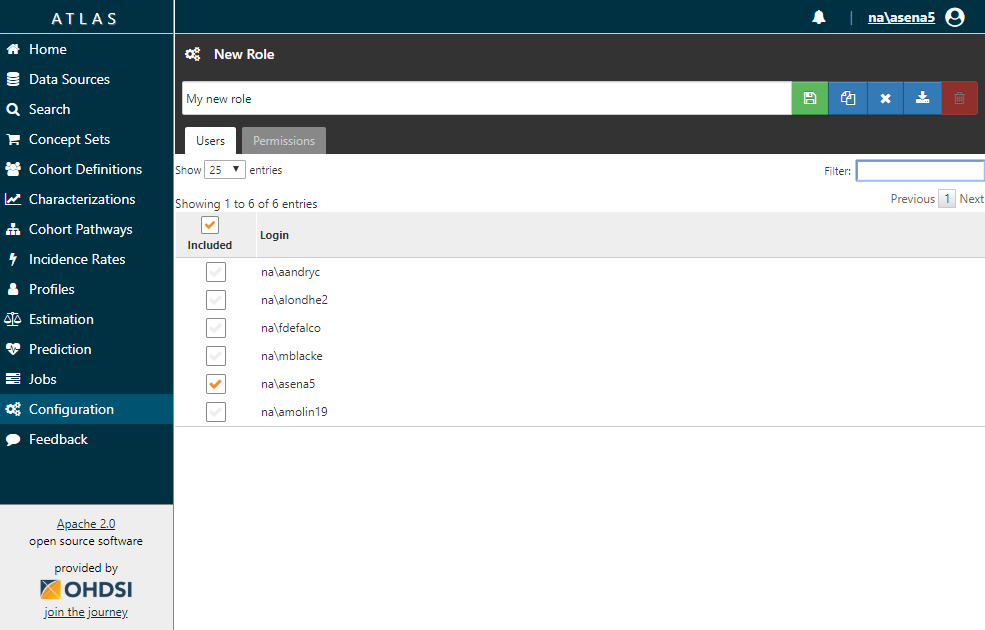 ATLAS
na\asena5
Home
Data Sources
Search
Concept Sets
Cohort Definitions
Characterizations
Cohort Pathways
Incidence Rates
Profiles
Estimation
Prediction
Jobs
Configuration
Feedback
Apache 2.0
open source software
provided by
OHDSI
join the journey
New Role
My new role
Users Permissions
Show 25 entries
Filter:
Showing 1 to 6 of 6 entries
Previous 1 Next
Included Login
na\aandryc
na\alondhe2
na\fdefalco
na\mblacke
na\asena5
na\amolin19